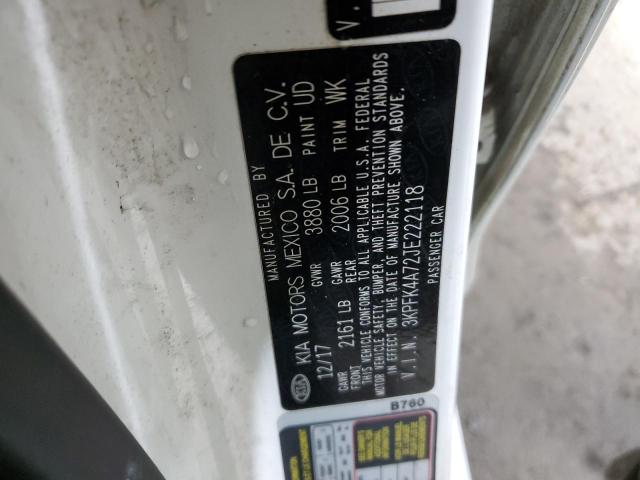 MANUFACTURED BY
KIA KIA MOTORS MEXICO S.A. DE C.V.
12/17 GVWR 3880 LB PAINT UD
GAWR FRONT 2161 LB GAWR REAR 2006 LB TRIM WK
THIS VEHICLE CONFORMS TO ALL APPLICABLE U.S.A. FEDERAL
MOTOR VEHICLE SAFETY BUMPER AND THEFT PREVENTION STANDARDS
IN EFFECT ON THE DATE OF MANUFACTURE SHOWN ABOVE.
V.I.N. 3KPFK4A72JE222118
PASSENGER CAR
B760
V.